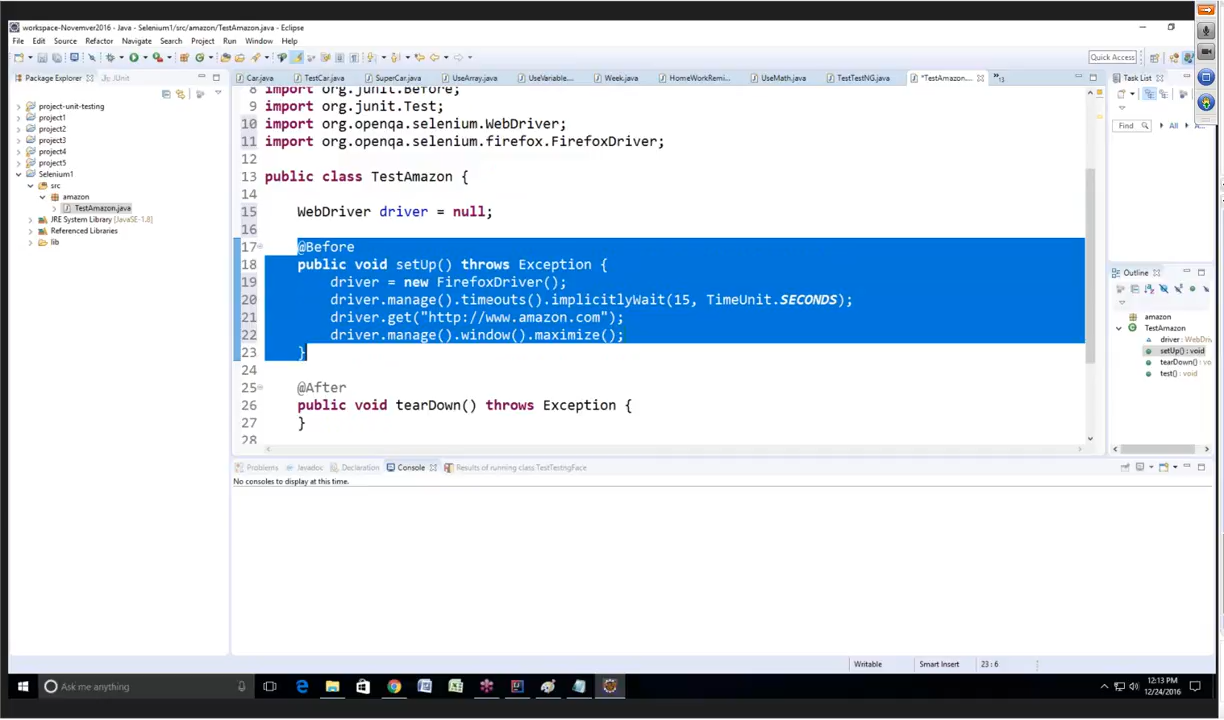 workspace-Novemver2016 - Java - Selenium1/src/amazon/TestAmazon.java - Eclipse
File Edit Source Refactor Navigate Search Project Run Window Help
Quick Access
Package Explorer JUnit
Car.java TestCar.java SuperCar.java UseArray.java UseVariable... Week.java HomeWorkRemi... UseMath.java TestTestNG.java *TestAmazon.... »15
Task List
Find All A...
project-unit-testing
project1
project2
project3
project4
project5
Selenium1
src
amazon
TestAmazon.java
JRE System Library [JavaSE-1.8]
Referenced Libraries
lib
8 import org.junit.Before;
9 import org.junit.Test;
10 import org.openqa.selenium.WebDriver;
11 import org.openqa.selenium.firefox.FirefoxDriver;
12
13 public class TestAmazon {
14
15 WebDriver driver = null;
16
17 @Before
18 public void setUp() throws Exception {
19 driver = new FirefoxDriver();
20 driver.manage().timeouts().implicitlyWait(15, TimeUnit.SECONDS);
21 driver.get("http://www.amazon.com");
22 driver.manage().window().maximize();
23 }
24
25 @After
26 public void tearDown() throws Exception {
27 }
28
Outline
amazon
TestAmazon
driver : WebDri
setUp() : void
tearDown() : vo
test() : void
Problems Javadoc Declaration Console Results of running class TestTestngFace
No consoles to display at this time.
Writable Smart Insert 23 : 6
Ask me anything
12:13 PM
12/24/2016